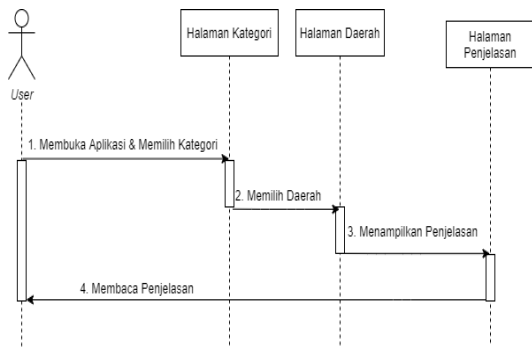 Halaman Kategori
Halaman Daerah
Halaman
Penjelasan
User
1. Membuka Aplikasi & Memilih Kategori
2. Memilih Daerah
3. Menampilkan Penjelasan
4. Membaca Penjelasan